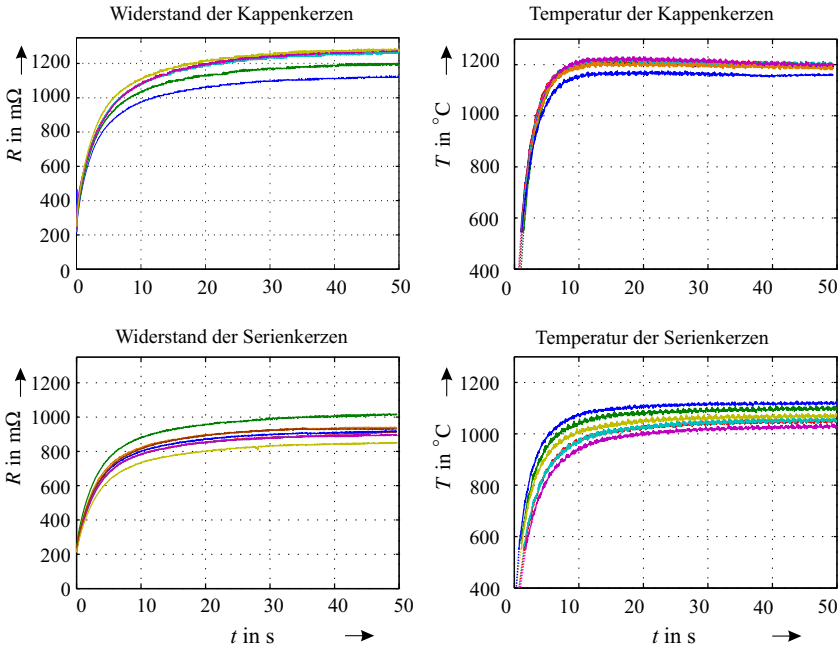 Widerstand der Kappenkerzen
Temperatur der Kappenkerzen
R in mΩ
1200
1000
800
600
400
200
0
0 10 20 30 40 50
T in °C
1200
1000
800
600
400
0 10 20 30 40 50
Widerstand der Serienkerzen
Temperatur der Serienkerzen
R in mΩ
1200
1000
800
600
400
200
0
0 10 20 30 40 50
t in s
T in °C
1200
1000
800
600
400
0 10 20 30 40 50
t in s